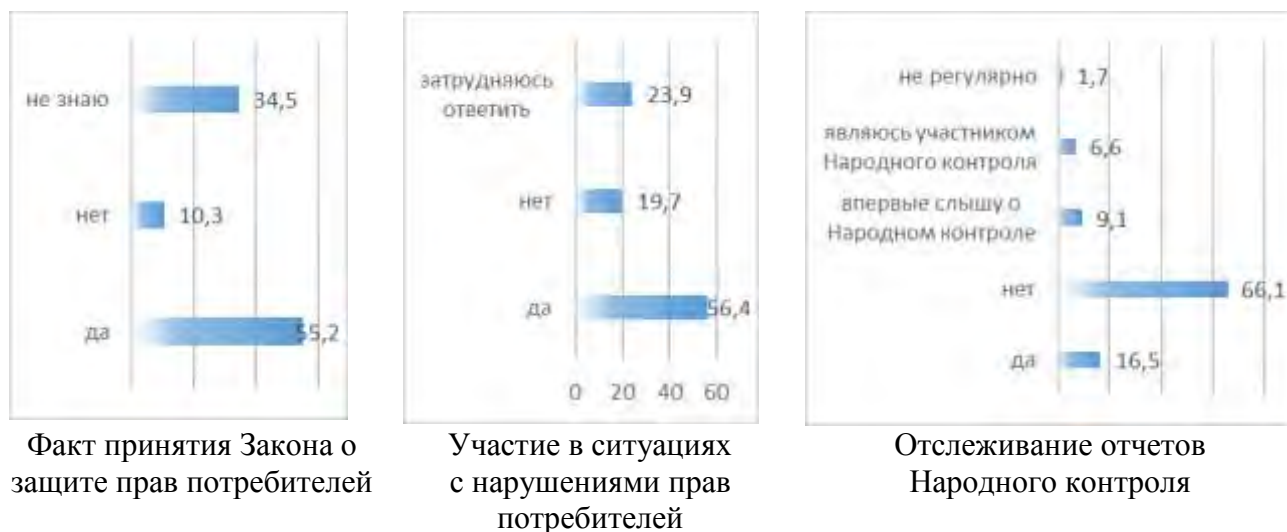 не знаю
34,5
нет
10,3
да
55,2
Факт принятия Закона о
защите прав потребителей
затрудняюсь
ответить
23,9
нет
19,7
да
56,4
0 20 40 60
Участие в ситуациях
с нарушениями прав
потребителей
не регулярно
1,7
являюсь участником
Народного контроля
6,6
впервые слышу о
Народном контроле
9,1
нет
66,1
да
16,5
Отслеживание отчетов
Народного контроля